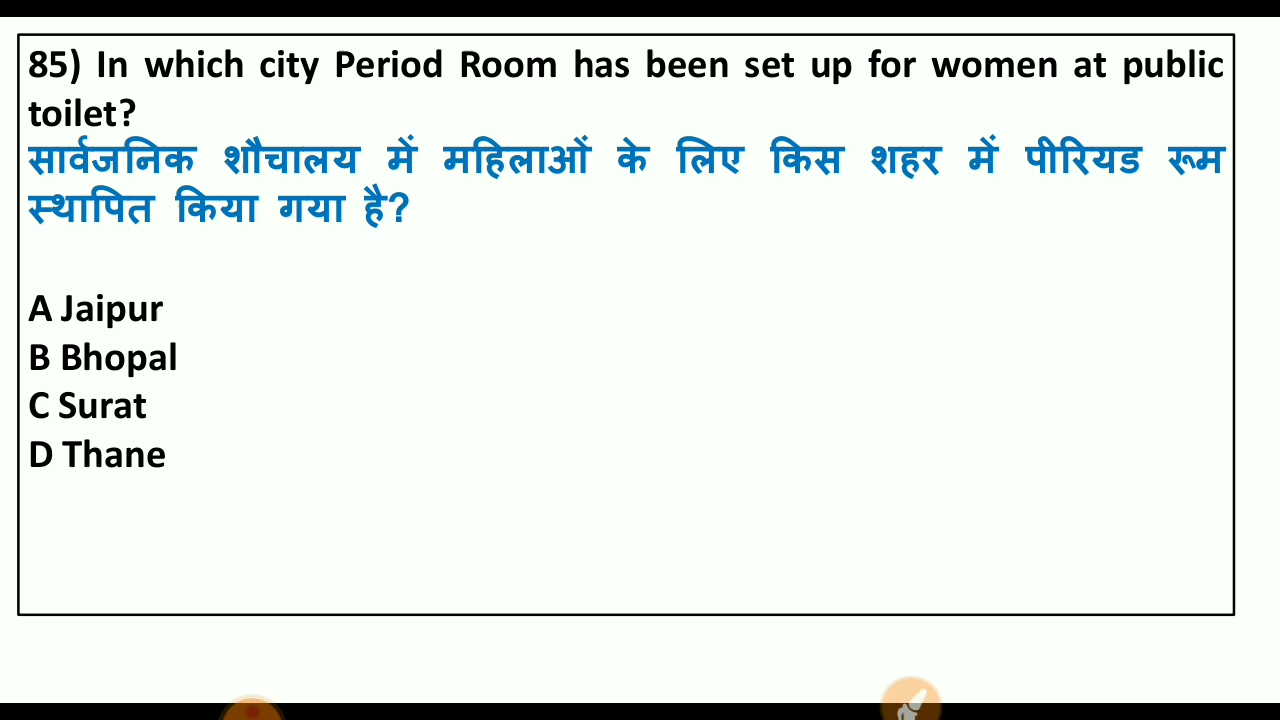 85) In which city Period Room has been set up for women at public
toilet?
सार्वजनिक शौचालय में महिलाओं के लिए किस शहर में पीरियड रूम
स्थापित किया गया है?
A Jaipur
B Bhopal
C Surat
D Thane